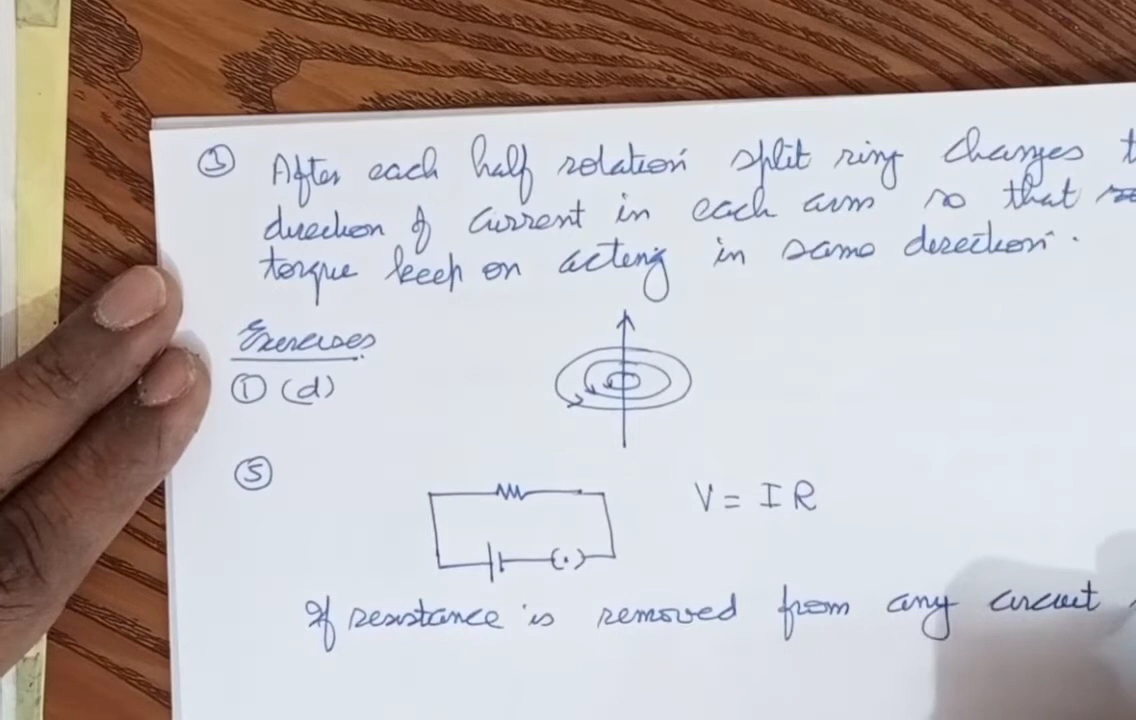 ③ After each half rotation split ring changes
direction of current in each arm so that
torque keep on acting in same direction.
Exercises
① (d)
⑤
V = I R
If resistance is removed from any circuit